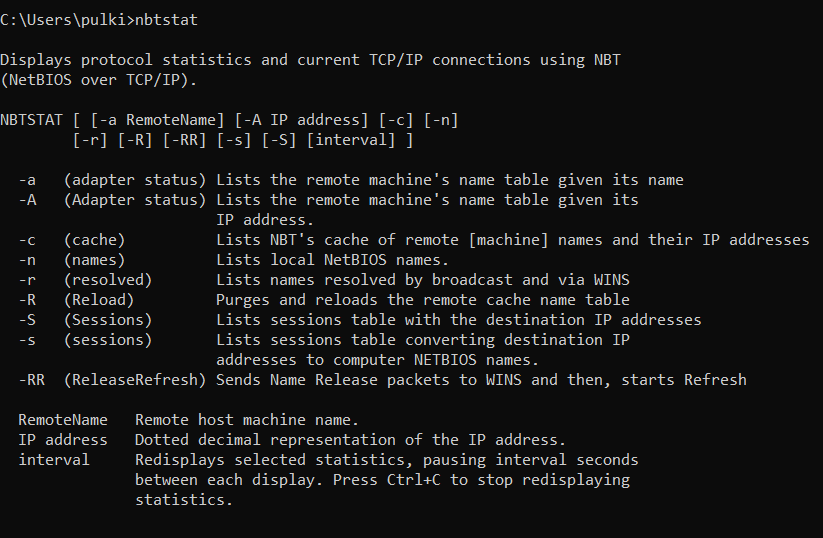 C:\Users\pulki>nbtstat
Displays protocol statistics and current TCP/IP connections using NBT
(NetBIOS over TCP/IP).
NBTSTAT [ [-a RemoteName] [-A IP address] [-c] [-n]
[-r] [-R] [-RR] [-s] [-S] [interval] ]
-a (adapter status) Lists the remote machine's name table given its name
-A (Adapter status) Lists the remote machine's name table given its
IP address.
-c (cache) Lists NBT's cache of remote [machine] names and their IP addresses
-n (names) Lists local NetBIOS names.
-r (resolved) Lists names resolved by broadcast and via WINS
-R (Reload) Purges and reloads the remote cache name table
-S (Sessions) Lists sessions table with the destination IP addresses
-s (sessions) Lists sessions table converting destination IP
addresses to computer NETBIOS names.
-RR (ReleaseRefresh) Sends Name Release packets to WINS and then, starts Refresh
RemoteName Remote host machine name.
IP address Dotted decimal representation of the IP address.
interval Redisplays selected statistics, pausing interval seconds
between each display. Press Ctrl+C to stop redisplaying
statistics.